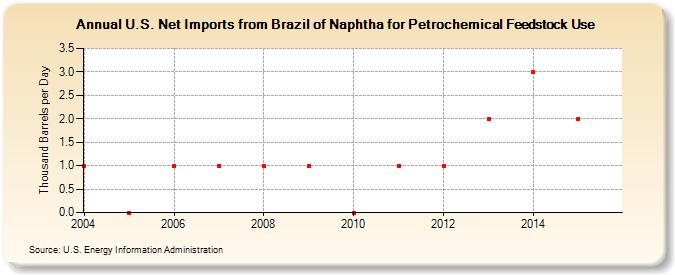 Annual U.S. Net Imports from Brazil of Naphtha for Petrochemical Feedstock Use
Thousand Barrels per Day
3.5
3.0
2.5
2.0
1.5
1.0
0.5
0.0
2004 2006 2008 2010 2012 2014
Source: U.S. Energy Information Administration